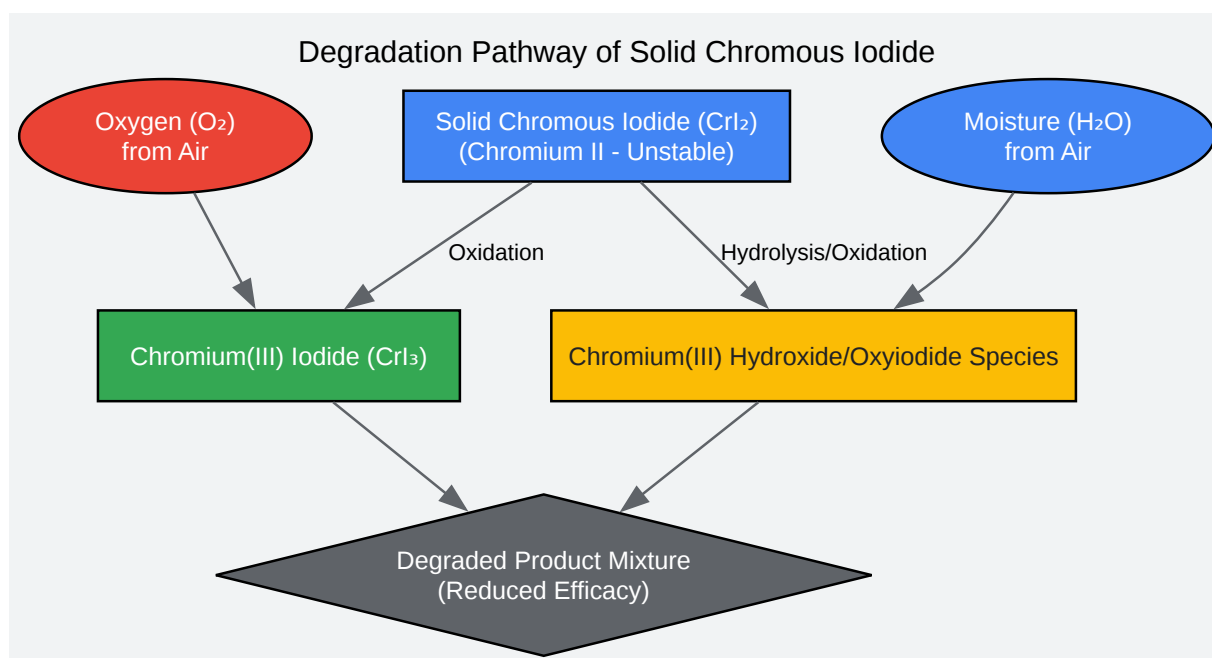 Degradation Pathway of Solid Chromous Iodide
Oxygen (O₂)
from Air
Solid Chromous Iodide (CrI₂)
(Chromium II - Unstable)
Moisture (H₂O)
from Air
Oxidation
Hydrolysis/Oxidation
Chromium(III) Iodide (CrI₃)
Chromium(III) Hydroxide/Oxyiodide Species
Degraded Product Mixture
(Reduced Efficacy)